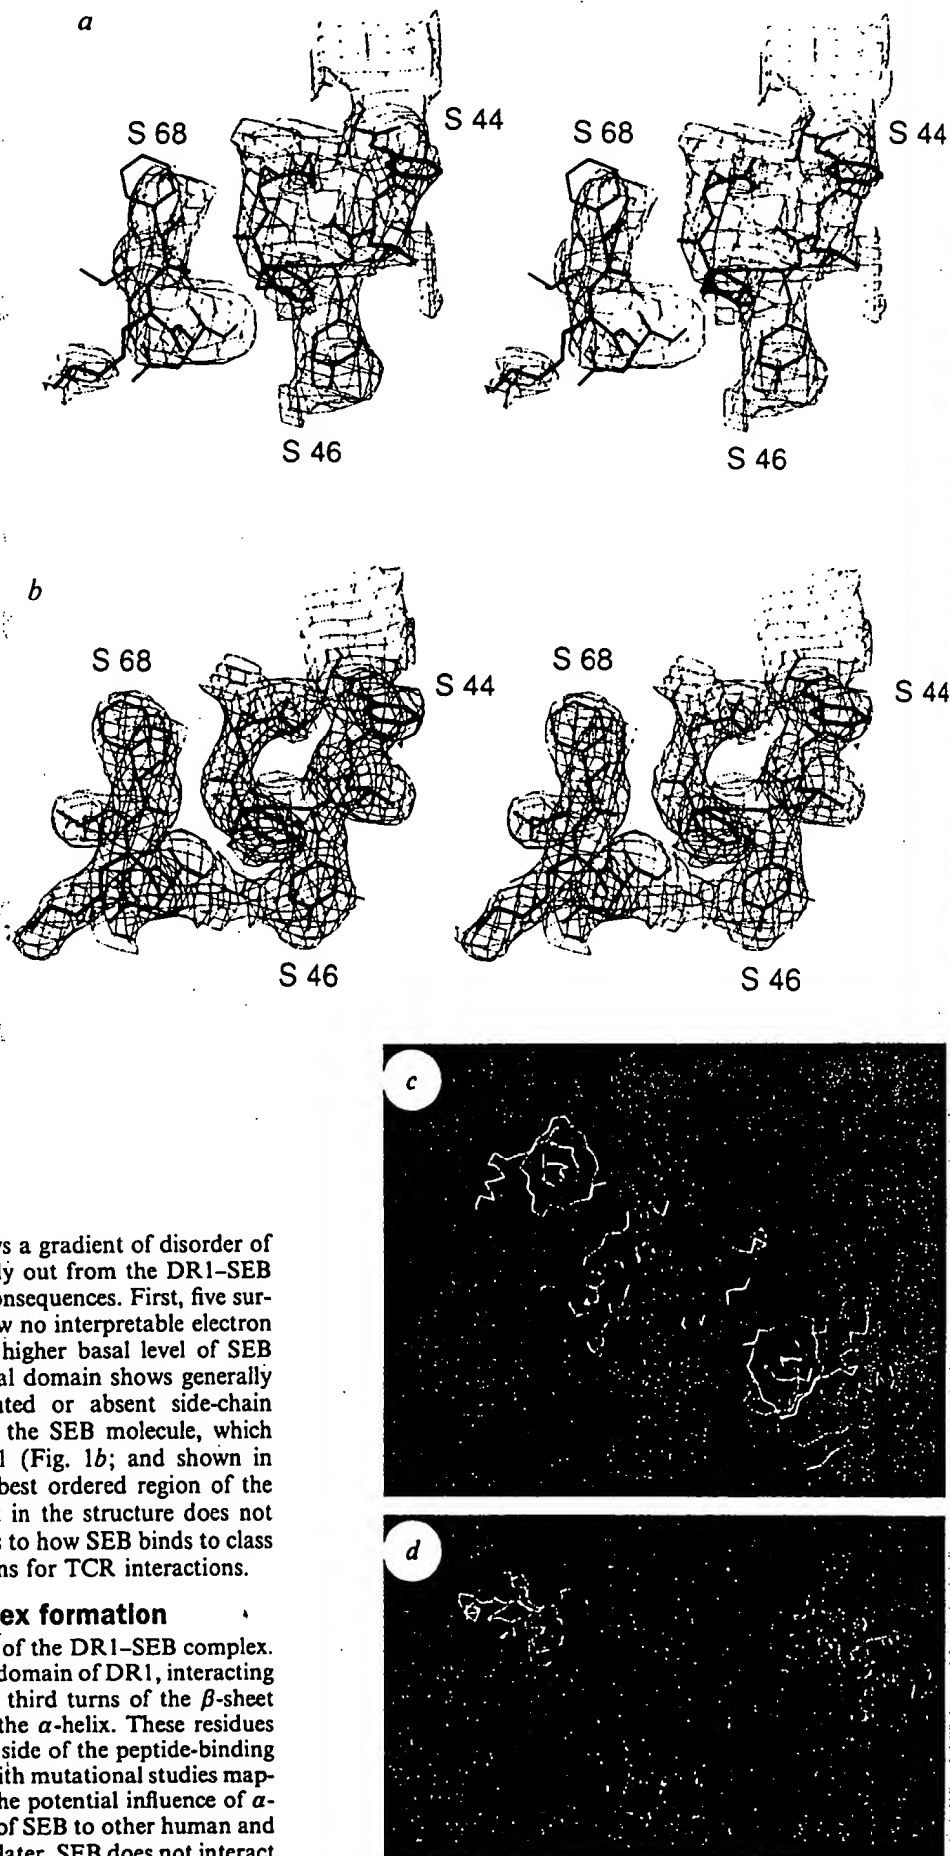 a
S 68
S 44
S 68
S 44
S 46
S 46
b
S 68
S 44
S 68
S 44
S 46
S 46
c
d
a gradient of disorder of
out from the DR1–SEB
onsequences. First, five sur-
no interpretable electron
higher basal level of SEB
al domain shows generally
or absent side-chain
the SEB molecule, which
(Fig. 1b; and shown in
best ordered region of the
in the structure does not
to how SEB binds to class
ns for TCR interactions.
ex formation
of the DR1–SEB complex.
domain of DR1, interacting
third turns of the β-sheet
the α-helix. These residues
side of the peptide-binding
ith mutational studies map-
he potential influence of α-
of SEB to other human and
later, SEB does not interact